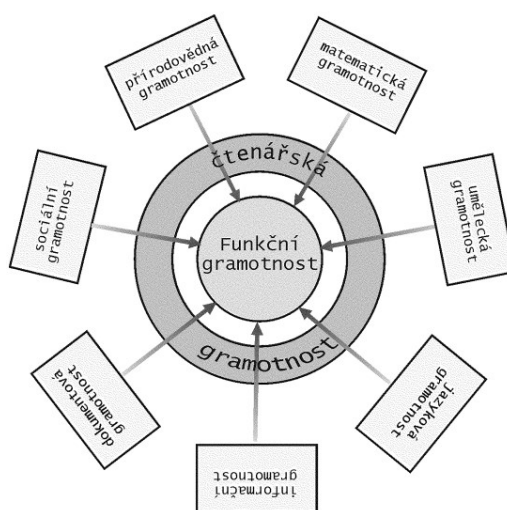 přírodovědná
gramotnost
matematická
gramotnost
čtenářská
sociální
gramotnost
umělecká
gramotnost
Funkční
gramotnost
gramotnost
dokumentová
gramotnost
jazyková
gramotnost
informační
gramotnost